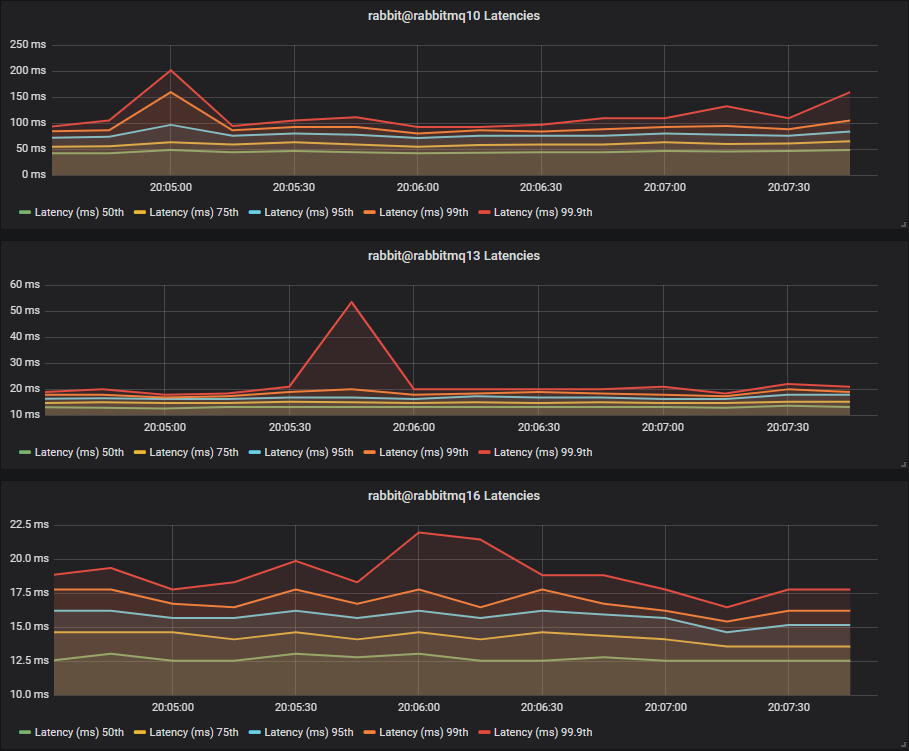 rabbit@rabbitmq10 Latencies
250 ms
200 ms
150 ms
100 ms
50 ms
0 ms
20:05:00 20:05:30 20:06:00 20:06:30 20:07:00 20:07:30
Latency (ms) 50th Latency (ms) 75th Latency (ms) 95th Latency (ms) 99th Latency (ms) 99.9th
rabbit@rabbitmq13 Latencies
60 ms
50 ms
40 ms
30 ms
20 ms
10 ms
20:05:00 20:05:30 20:06:00 20:06:30 20:07:00 20:07:30
Latency (ms) 50th Latency (ms) 75th Latency (ms) 95th Latency (ms) 99th Latency (ms) 99.9th
rabbit@rabbitmq16 Latencies
22.5 ms
20.0 ms
17.5 ms
15.0 ms
12.5 ms
10.0 ms
20:05:00 20:05:30 20:06:00 20:06:30 20:07:00 20:07:30
Latency (ms) 50th Latency (ms) 75th Latency (ms) 95th Latency (ms) 99th Latency (ms) 99.9th